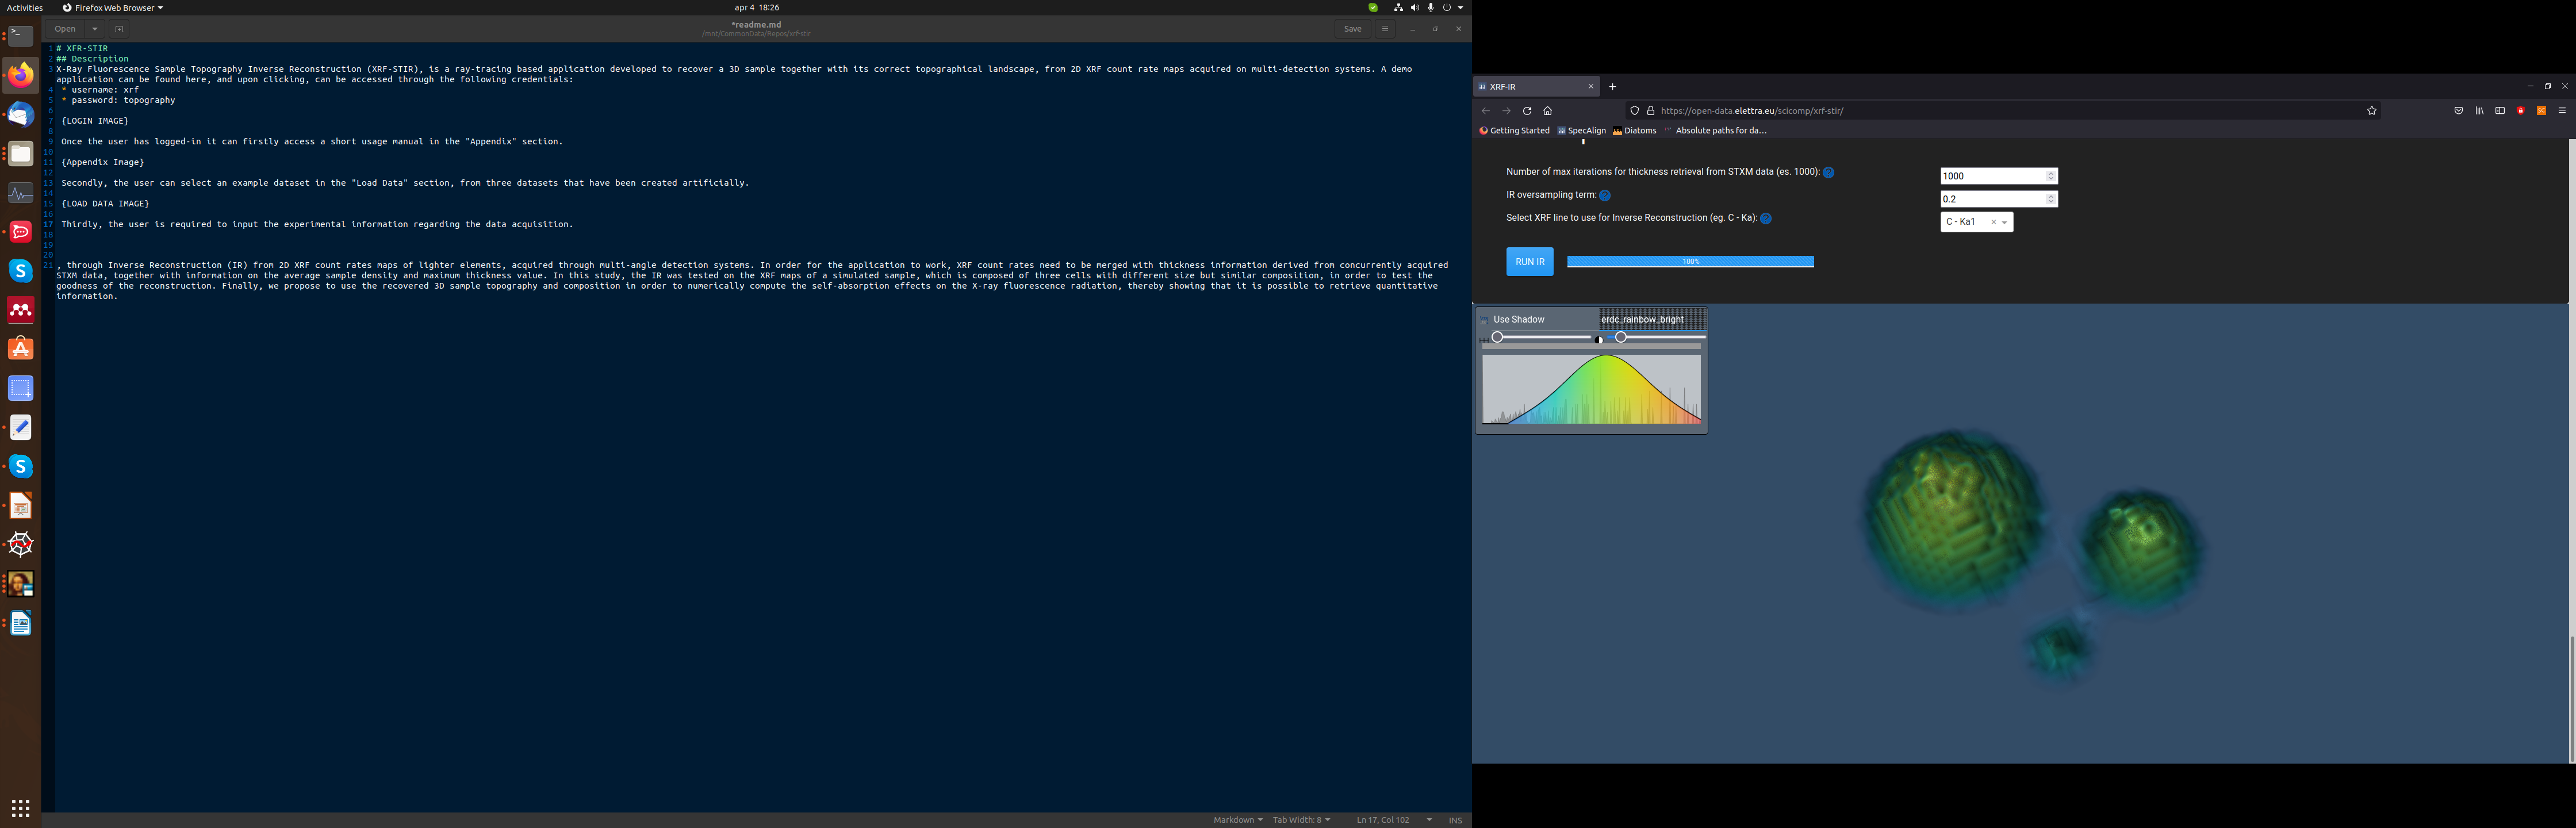 Activities
Firefox Web Browser
apr 4 18:26
Open
*readme.md
/mnt/CommonData/Repos/xrf-stir
Save
1 # XFR-STIR
2 ## Description
3 X-Ray Fluorescence Sample Topography Inverse Reconstruction (XRF-STIR), is a ray-tracing based application developed to recover a 3D sample together with its correct topographical landscape, from 2D XRF count rate maps acquired on multi-detection systems. A demo
application can be found here, and upon clicking, can be accessed through the following credentials:
4 * username: xrf
5 * password: topography
6
7 {LOGIN IMAGE}
8
9 Once the user has logged-in it can firstly access a short usage manual in the "Appendix" section.
10
11 {Appendix Image}
12
13 Secondly, the user can select an example dataset in the "Load Data" section, from three datasets that have been created artificially.
14
15 {LOAD DATA IMAGE}
16
17 Thirdly, the user is required to input the experimental information regarding the data acquisition.
18
19
20
21 , through Inverse Reconstruction (IR) from 2D XRF count rates maps of lighter elements, acquired through multi-angle detection systems. In order for the application to work, XRF count rates need to be merged with thickness information derived from concurrently acquired
STXM data, together with information on the average sample density and maximum thickness value. In this study, the IR was tested on the XRF maps of a simulated sample, which is composed of three cells with different size but similar composition, in order to test the
goodness of the reconstruction. Finally, we propose to use the recovered 3D sample topography and composition in order to numerically compute the self-absorption effects on the X-ray fluorescence radiation, thereby showing that it is possible to retrieve quantitative
information.
Markdown
Tab Width: 8
Ln 17, Col 102
INS
XRF-IR
https://open-data.elettra.eu/scicomp/xrf-stir/
Getting Started
SpecAlign
Diatoms
Absolute paths for da...
Number of max iterations for thickness retrieval from STXM data (es. 1000): ?
1000
IR oversampling term: ?
0.2
Select XRF line to use for Inverse Reconstruction (eg. C - Ka): ?
C - Ka1
RUN IR
100%
Use Shadow
erdc_rainbow_bright